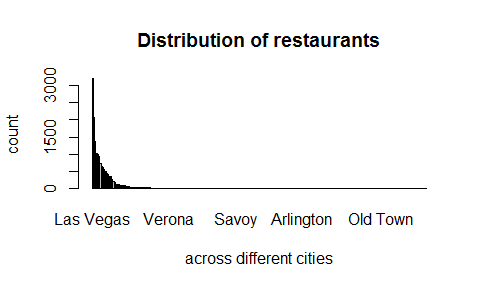 Distribution of restaurants
3000
1500
0
count
Las Vegas Verona Savoy Arlington Old Town
across different cities